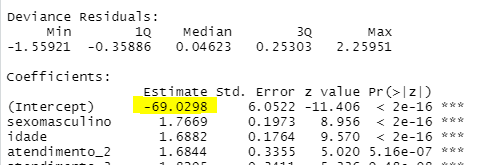 Deviance Residuals:
Min 1Q Median 3Q Max
-1.55921 -0.35886 0.04623 0.25303 2.25951
Coefficients:
Estimate Std. Error z value Pr(>|z|)
(Intercept) -69.0298 6.0522 -11.406 < 2e-16 ***
sexomasculino 1.7669 0.1973 8.956 < 2e-16 ***
idade 1.6882 0.1764 9.570 < 2e-16 ***
atendimento_2 1.6844 0.3355 5.020 5.16e-07 ***